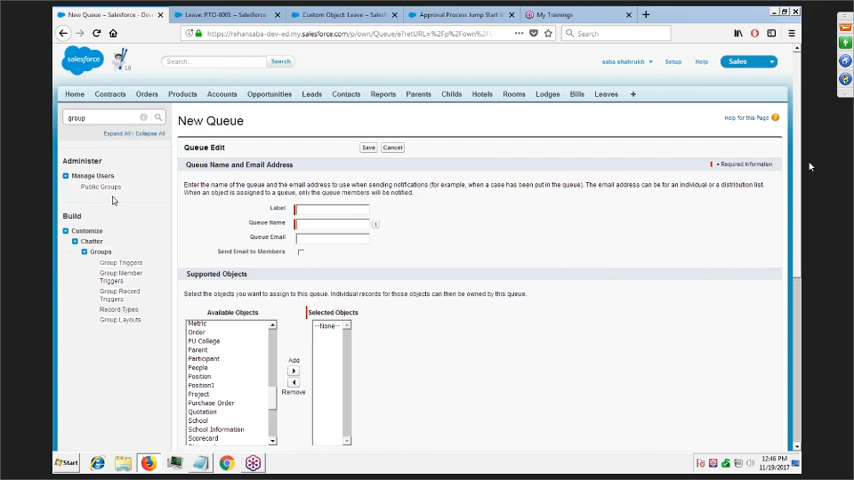 New Queue ~ Salesforce - Dev
Leave: PTO-0001 ~ Salesforce
Custom Object: Leave ~ Salesf
Approval Process Jump Start
My Trainings
https://rehansaba-dev-ed.my.salesforce.com/p/own/Queue/e?retURL=%2Fp%2Fown%2F
Search
salesforce
18
Search...
Search
saba shahrukh
Setup
Help
Sales
Home
Contracts
Orders
Products
Accounts
Opportunities
Leads
Contacts
Reports
Parents
Childs
Hotels
Rooms
Lodges
Bills
Leaves
+
group
Expand All | Collapse All
Administer
Manage Users
Public Groups
Build
Customize
Chatter
Groups
Group Triggers
Group Member
Triggers
Group Record
Triggers
Record Types
Group Layouts
New Queue
Help for this Page
Queue Edit
Save
Cancel
Queue Name and Email Address
= Required Information
Enter the name of the queue and the email address to use when sending notifications (for example, when a case has been put in the queue). The email address can be for an individual or a distribution list.
When an object is assigned to a queue, only the queue members will be notified.
Label
Queue Name
Queue Email
Send Email to Members
Supported Objects
Select the objects you want to assign to this queue. Individual records for those objects can then be owned by this queue.
Available Objects
Selected Objects
Metric
Order
FU College
Parent
Participant
People
Position
Position1
Project
Purchase Order
Quotation
School
School Information
Scorecard
--None--
Add
Remove
Start
12:46 PM
11/19/2017